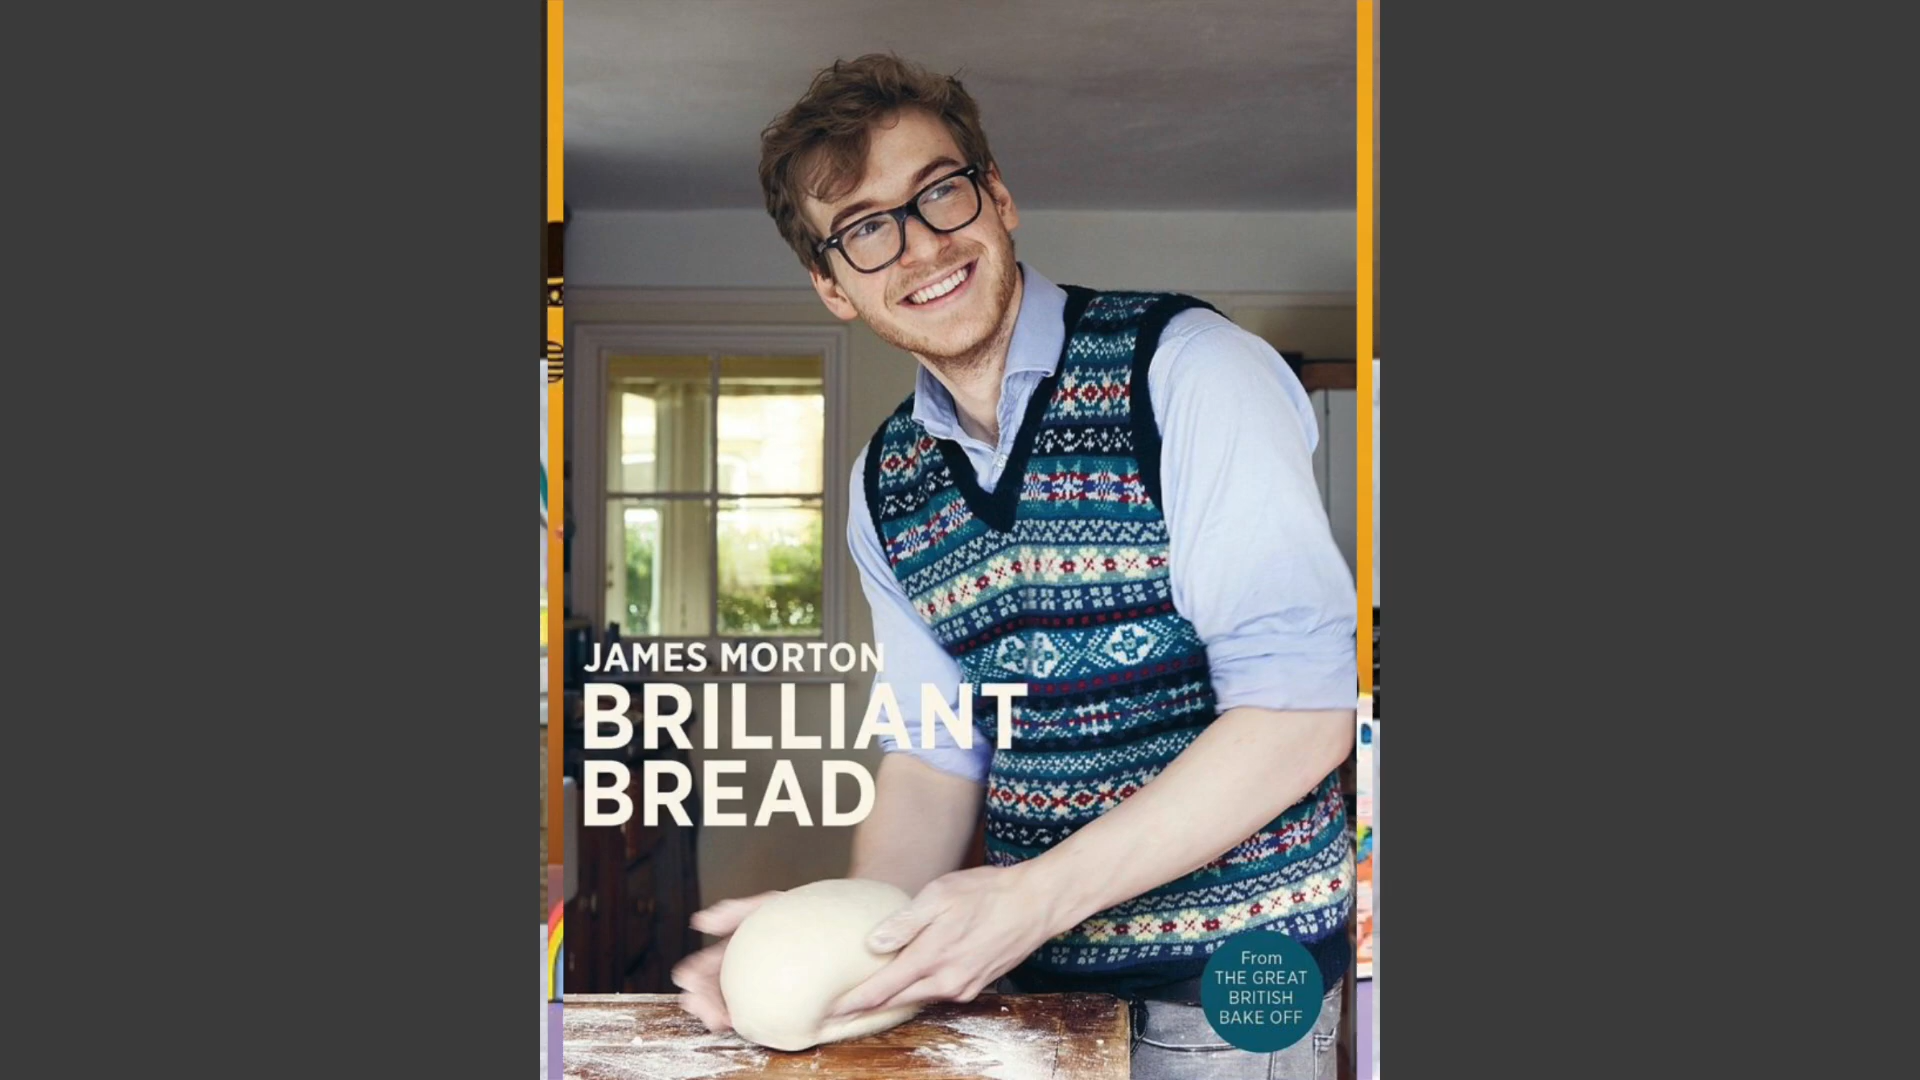 JAMES MORTON
BRILLIANT
BREAD
From
THE GREAT
BRITISH
BAKE OFF